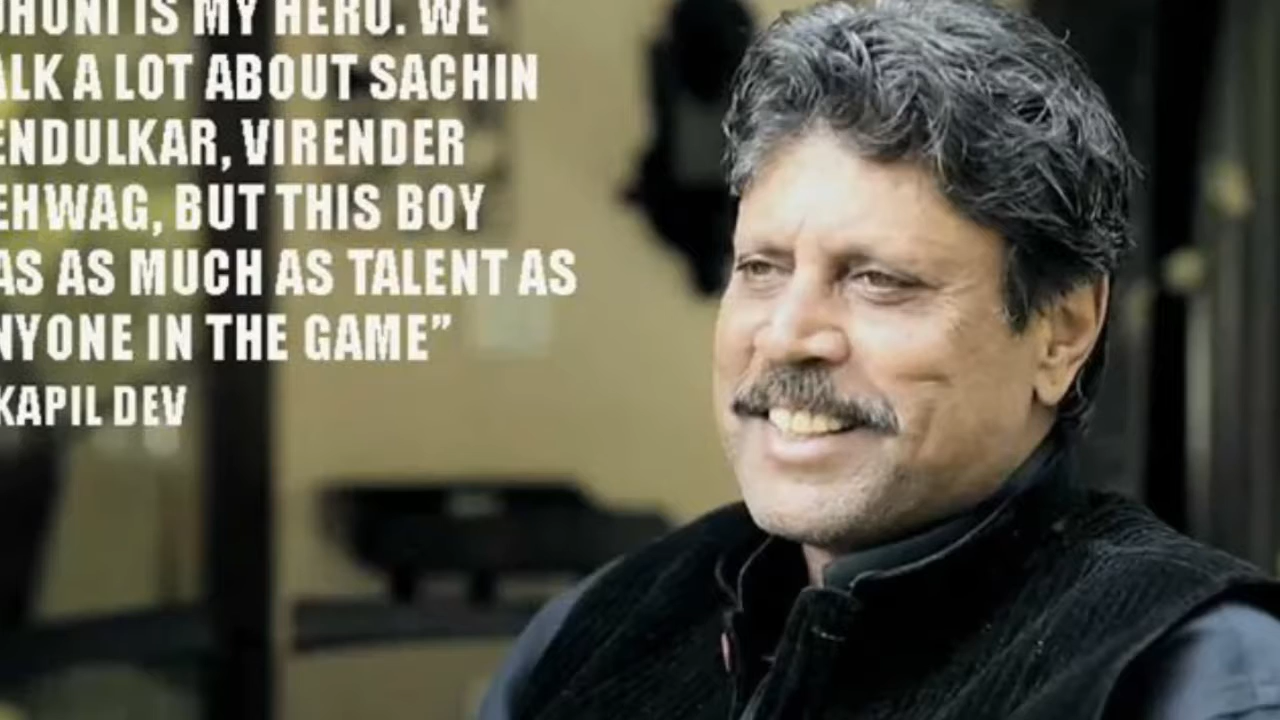 DHONI IS MY HERO. WE
ALK A LOT ABOUT SACHIN
ENDULKAR, VIRENDER
EHWAG, BUT THIS BOY
AS AS MUCH AS TALENT AS
NYONE IN THE GAME”
KAPIL DEV